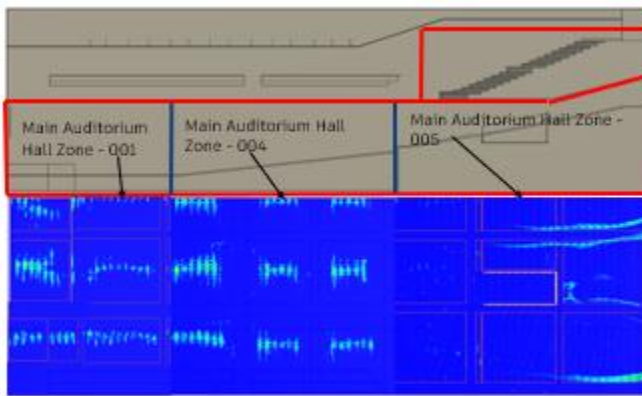 Main Auditorium
Hall Zone - 001
Main Auditorium Hall
Zone - 004
Main Auditorium Hall Zone -
005